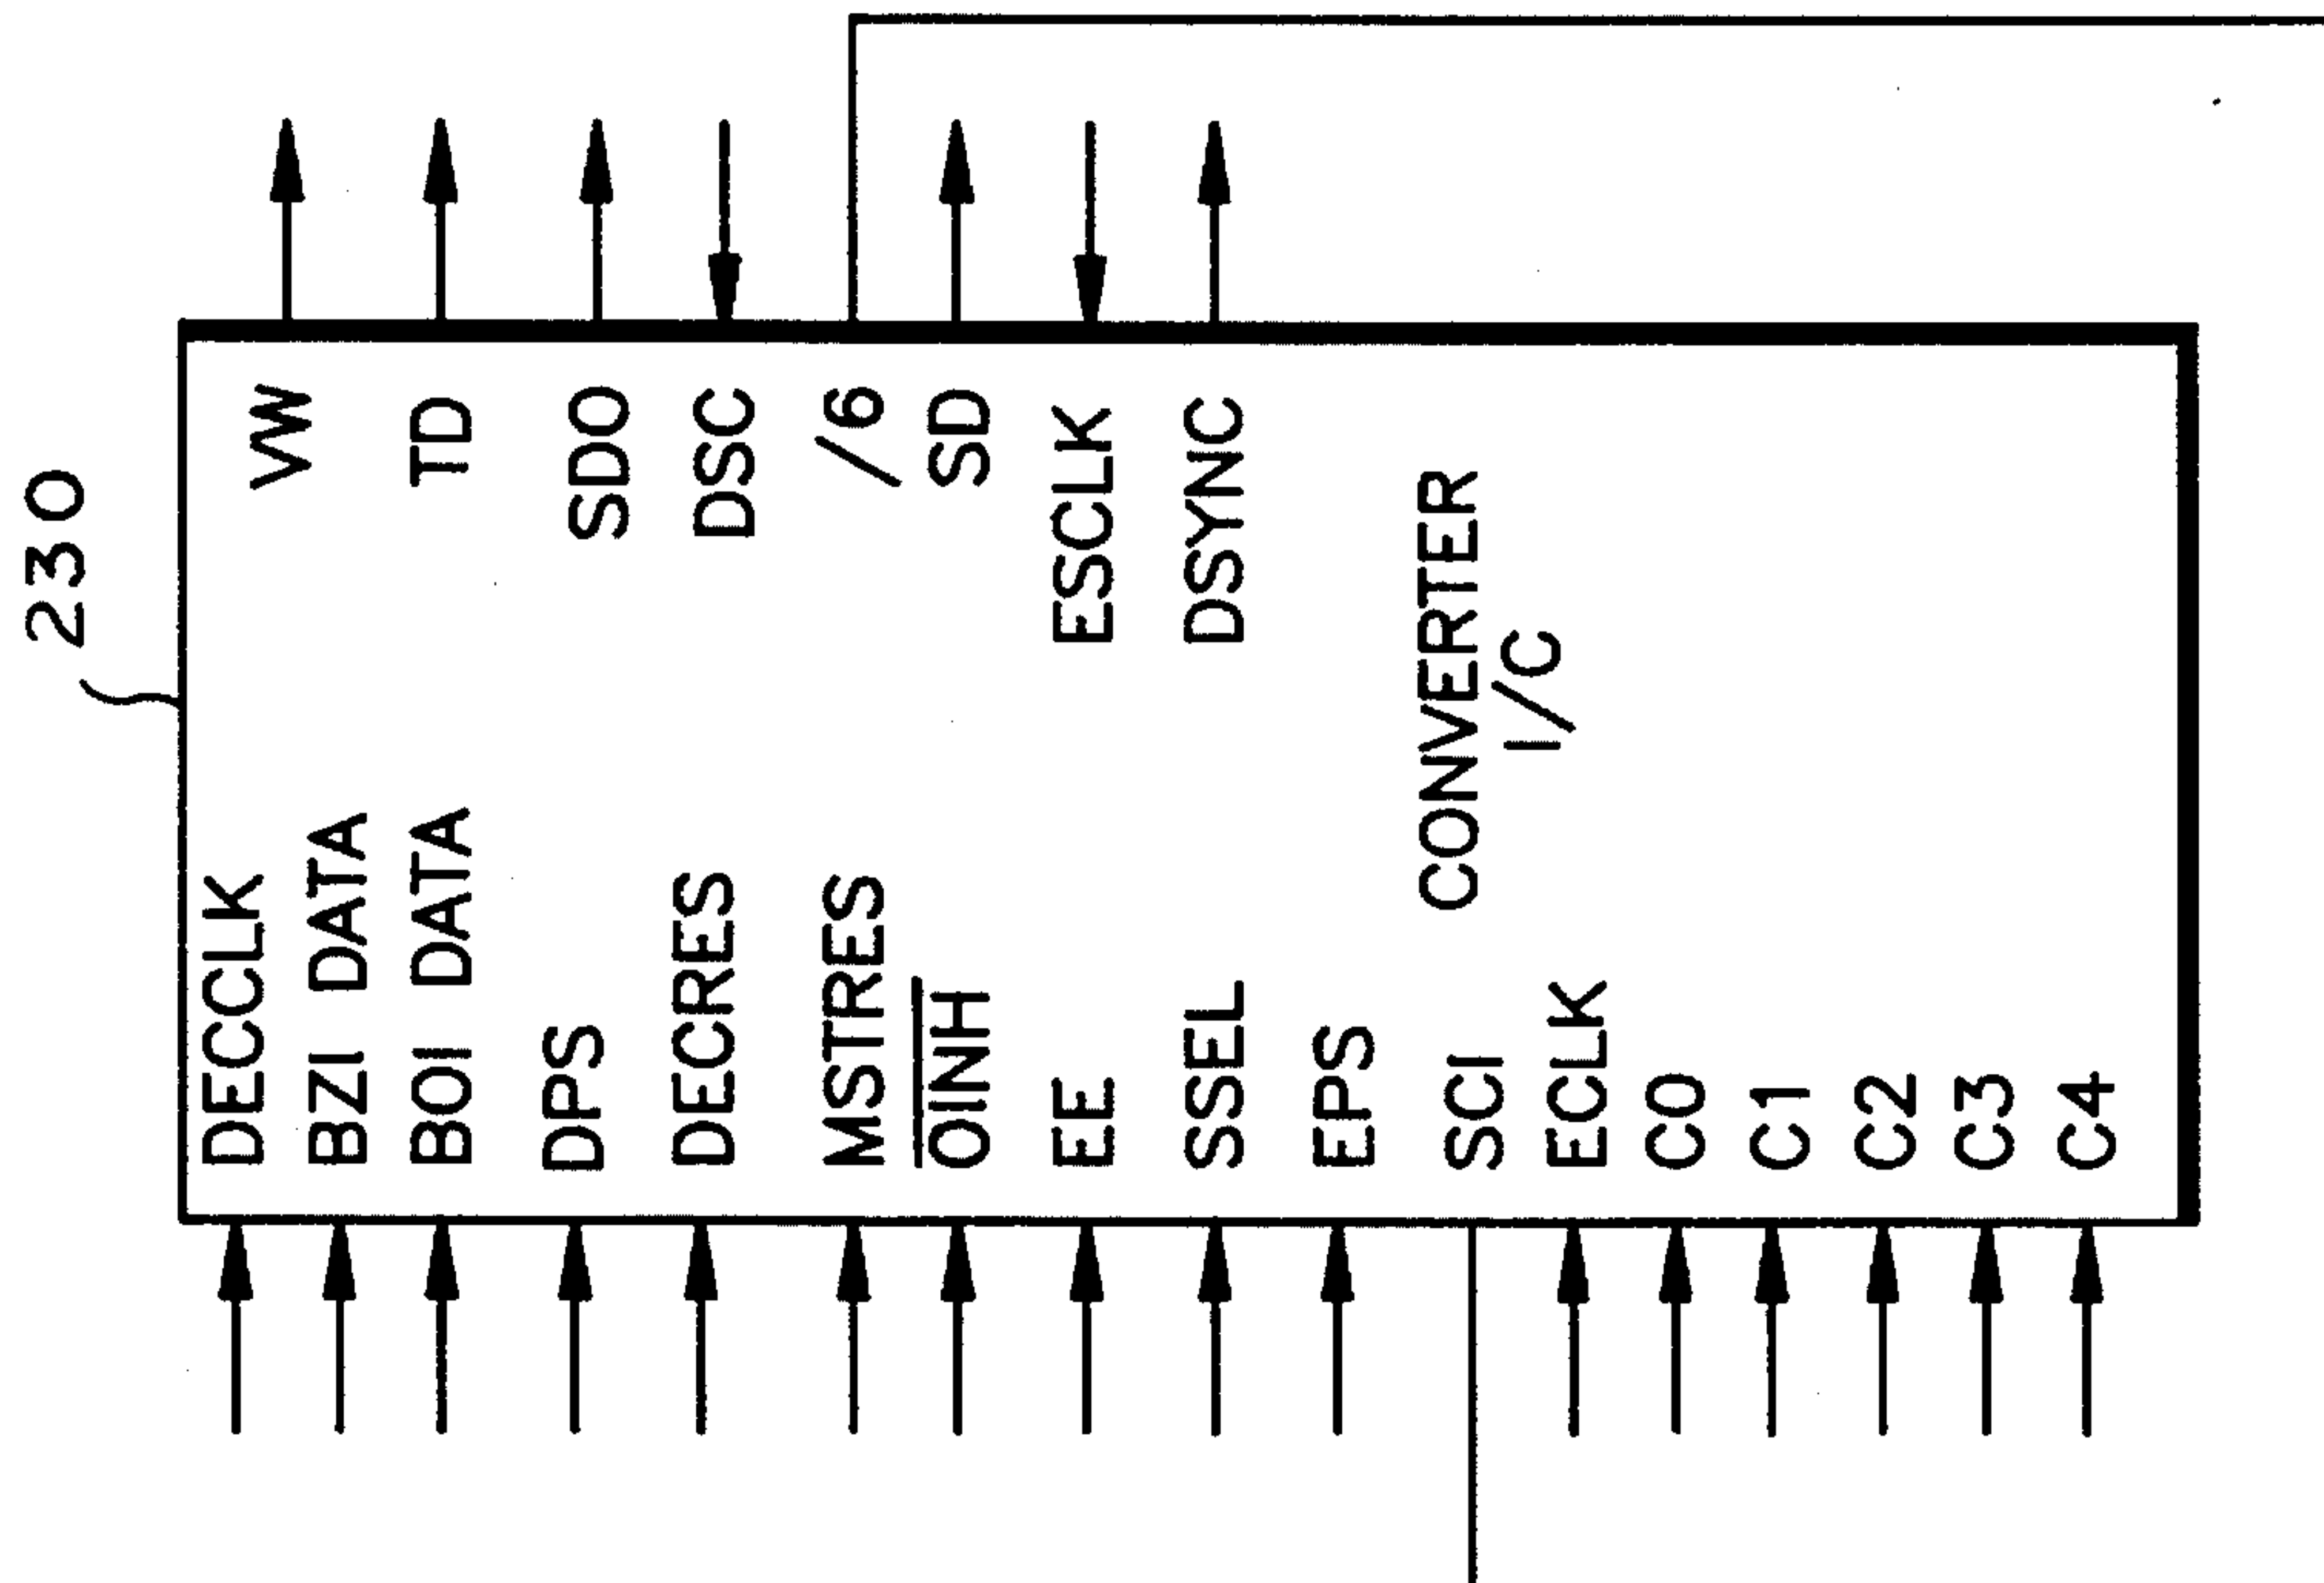 230
DECCLK
BZI DATA
BOI DATA
DPS
DECRES
MSTRES
OINH
EE
SSEL
EPS
SCI
ECLK
C0
C1
C2
C3
C4
VW
TD
SDO
DSC
/6
SD
ESCLK
DSYNC
CONVERTER
I/C